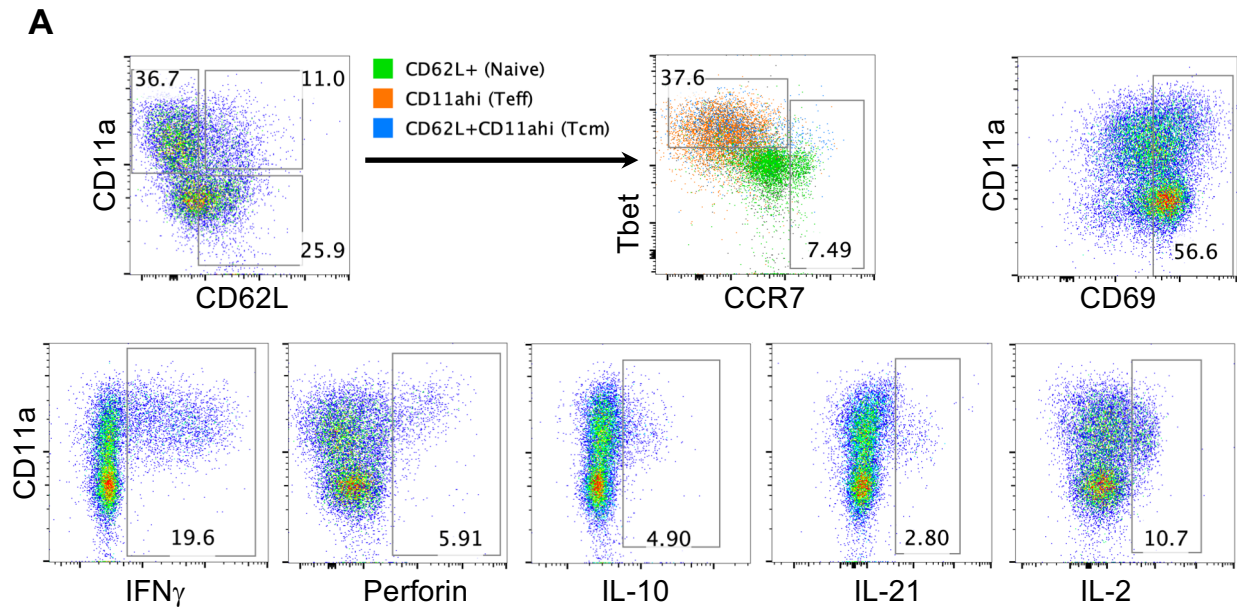 A
36.7
11.0
25.9
CD11a
CD62L
CD62L+ (Naive)
CD11ahi (Teff)
CD62L+CD11ahi (Tcm)
37.6
7.49
Tbet
CCR7
56.6
CD11a
CD69
CD11a
19.6
IFNγ
5.91
Perforin
4.90
IL-10
2.80
IL-21
10.7
IL-2